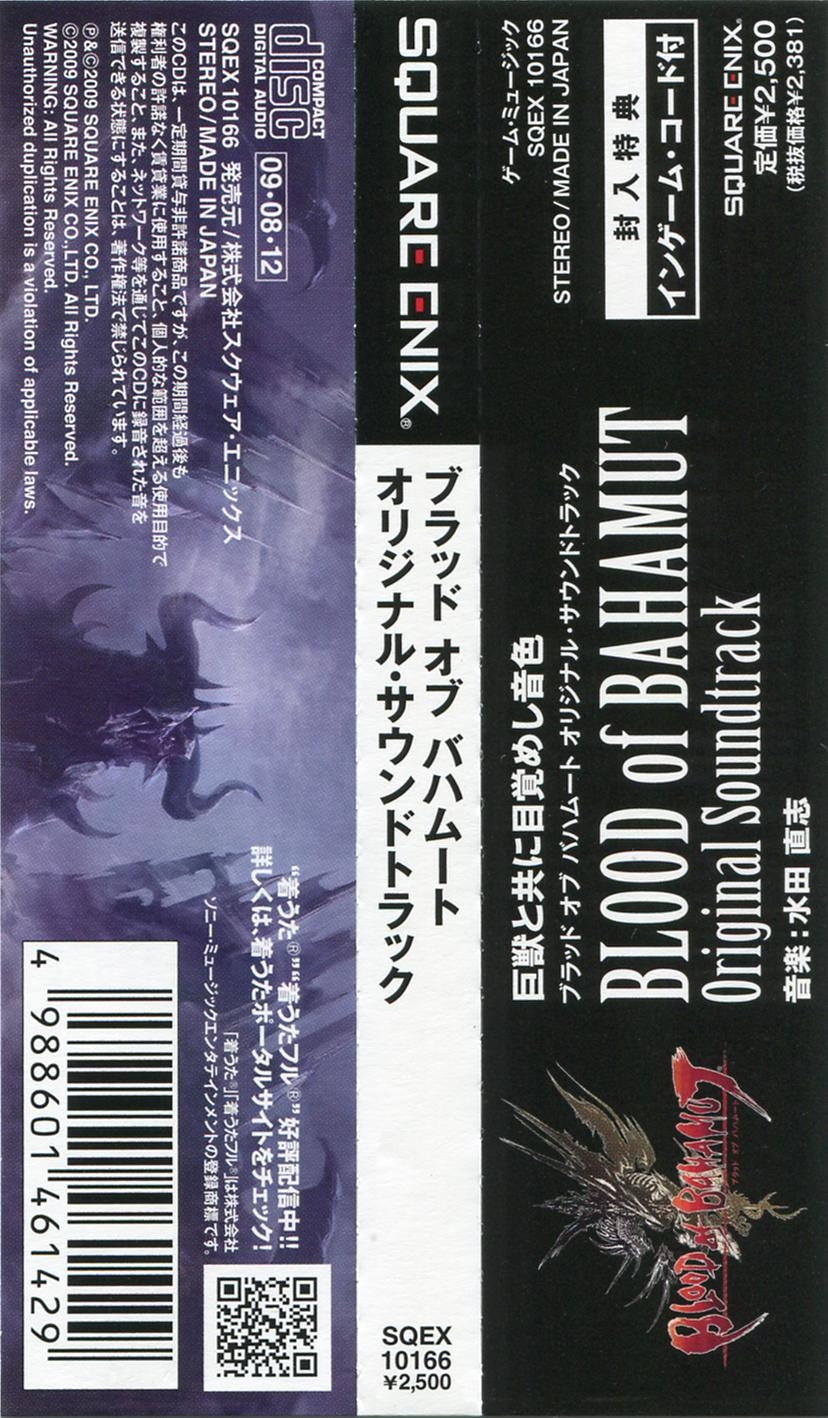 SQUARE ENIX®
定価¥2,500
(税抜価格¥2,381)
封入特典
インゲーム・コード付
ゲーム・ミュージック
SQEX 10166
STEREO / MADE IN JAPAN
巨獣と共に目覚めし音色
ブラッド オブ バハムート オリジナル・サウンドトラック
BLOOD of BAHAMUT
Original Soundtrack
音楽：水田 直志
BLOOD OF BAHAMUT
ブラッド オブ バハムート
SQUARE ENIX®
ブラッド オブ バハムート
オリジナル・サウンドトラック
SQEX
10166
¥2,500
COMPACT
disc
DIGITAL AUDIO
09・08・12
SQEX 10166 発売元/株式会社スクウェア・エニックス
STEREO/MADE IN JAPAN
このCDは、一定期間貸与非許諾商品ですが、この期間経過後も
権利者の許諾なく賃貸業に使用すること、個人的な範囲を超える使用目的で
複製すること、また、ネットワーク等を通じてこのCDに録音された音を
送信できる状態にすることは、著作権法で禁じられています。
Ⓟ&©2009 SQUARE ENIX CO., LTD.
©2009 SQUARE ENIX CO.,LTD. All Rights Reserved.
WARNING: All Rights Reserved.
Unauthorized duplication is a violation of applicable laws.
“着うた®”“着うたフル®”好評配信中!!
詳しくは、着うたポータルサイトをチェック!
「着うた®」「着うたフル®」は株式会社
ソニー・ミュージックエンタテインメントの登録商標です。
4 988601 461429